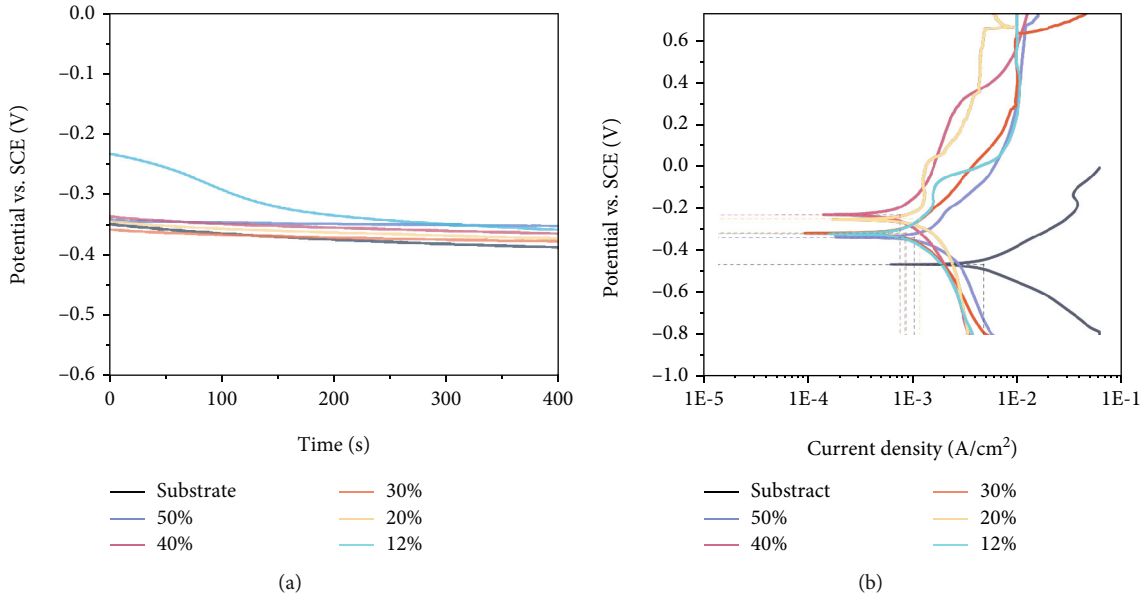 0.0
−0.1
−0.2
−0.3
−0.4
−0.5
−0.6
Potential vs. SCE (V)
0
100
200
300
400
Time (s)
Substrate
50%
40%
30%
20%
12%
(a)
0.6
0.4
0.2
0.0
−0.2
−0.4
−0.6
−0.8
−1.0
Potential vs. SCE (V)
1E-5
1E-4
1E-3
1E-2
1E-1
Current density (A/cm²)
Substract
50%
40%
30%
20%
12%
(b)